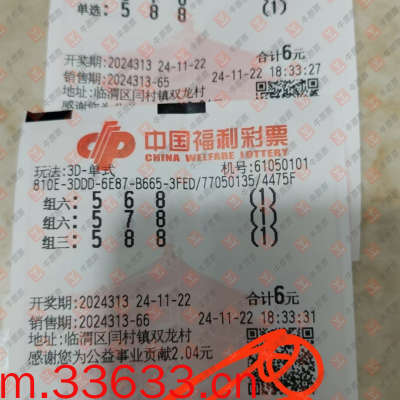 单选: 5 8 8 (1)
开奖期:2024313 24-11-22 合计6元
销售期:2024313-65 24-11-22 18:33:27
地址:临渭区闫村镇双龙村
感谢您为
中国福利彩票
CHINA WELFARE LOTTERY
玩法:3D-单式 机号:61050101
810E-3DDD-6E87-B665-3FED/77050135/4475F
组六: 5 6 8 (1)
组六: 5 7 8 (1)
组三: 5 8 8 (1)
开奖期:2024313 24-11-22 合计6元
销售期:2024313-66 24-11-22 18:33:31
地址:临渭区闫村镇双龙村
感谢您为公益事业贡献2.04元
m.33633.cn